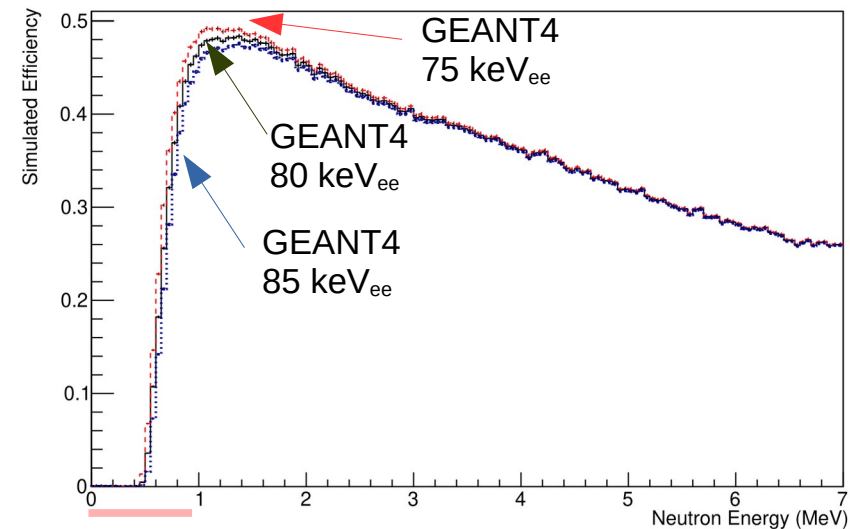 0.5
0.4
0.3
0.2
0.1
0
Simulated Efficiency
GEANT4
75 keVee
GEANT4
80 keVee
GEANT4
85 keVee
0 1 2 3 4 5 6 7
Neutron Energy (MeV)